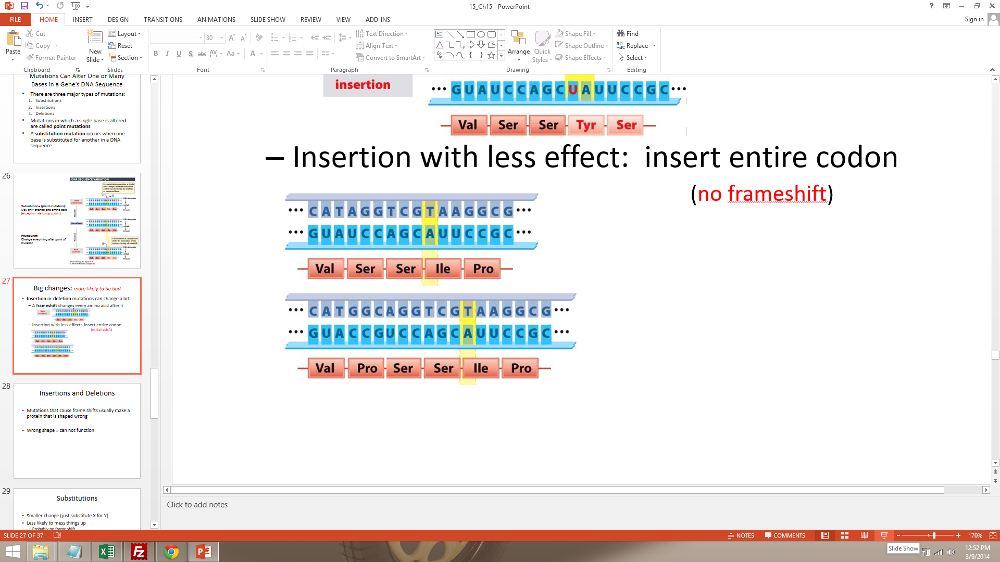 15_Ch15 - PowerPoint
FILE HOME INSERT DESIGN TRANSITIONS ANIMATIONS SLIDE SHOW REVIEW VIEW ADD-INS
Sign in
Paste
Cut
Copy
Format Painter
Clipboard
New Slide
Layout
Reset
Section
Slides
30
Font
Text Direction
Align Text
Convert to SmartArt
Paragraph
Arrange
Quick Styles
Shape Fill
Shape Outline
Shape Effects
Drawing
Find
Replace
Select
Editing
Mutations Can Alter One or Many
Bases in a Gene's DNA Sequence
• There are three major types of mutations:
1. Substitutions
2. Insertions
3. Deletions
• Mutations in which a single base is altered
are called point mutations
• A substitution mutation occurs when one
base is substituted for another in a DNA
sequence
26
DNA SEQUENCE VARIATION
Substitutions (point mutation):
May only change one amino acid
(exception: start/stop codon)
Frameshift:
Change everything after point of
mutation
27
Big changes: more likely to be bad
• Insertion or deletion mutations can change a lot
– A frameshift changes every amino acid after it
– Insertion with less effect: insert entire codon
(no frameshift)
28
Insertions and Deletions
• Mutations that cause frame shifts usually make a
protein that is shaped wrong
• Wrong shape = can not function
29
Substitutions
• Smaller change (just substitute X for Y)
• Less likely to mess things up
– Probably no frame shift
insertion
••• GUAUCCAGCUAUUCCGC •••
Val Ser Ser Tyr Ser
– Insertion with less effect: insert entire codon
(no frameshift)
••• CATAGGTCGTAAGGCG •••
••• GUAUCCAGCAUUCCGC •••
Val Ser Ser Ile Pro
••• CATGGCAGGTCGTAAGGCG •••
••• GUACCGUCCAGCAUUCCGC •••
Val Pro Ser Ser Ile Pro
Click to add notes
SLIDE 27 OF 37
NOTES
COMMENTS
170%
Slide Show
12:52 PM
3/9/2014